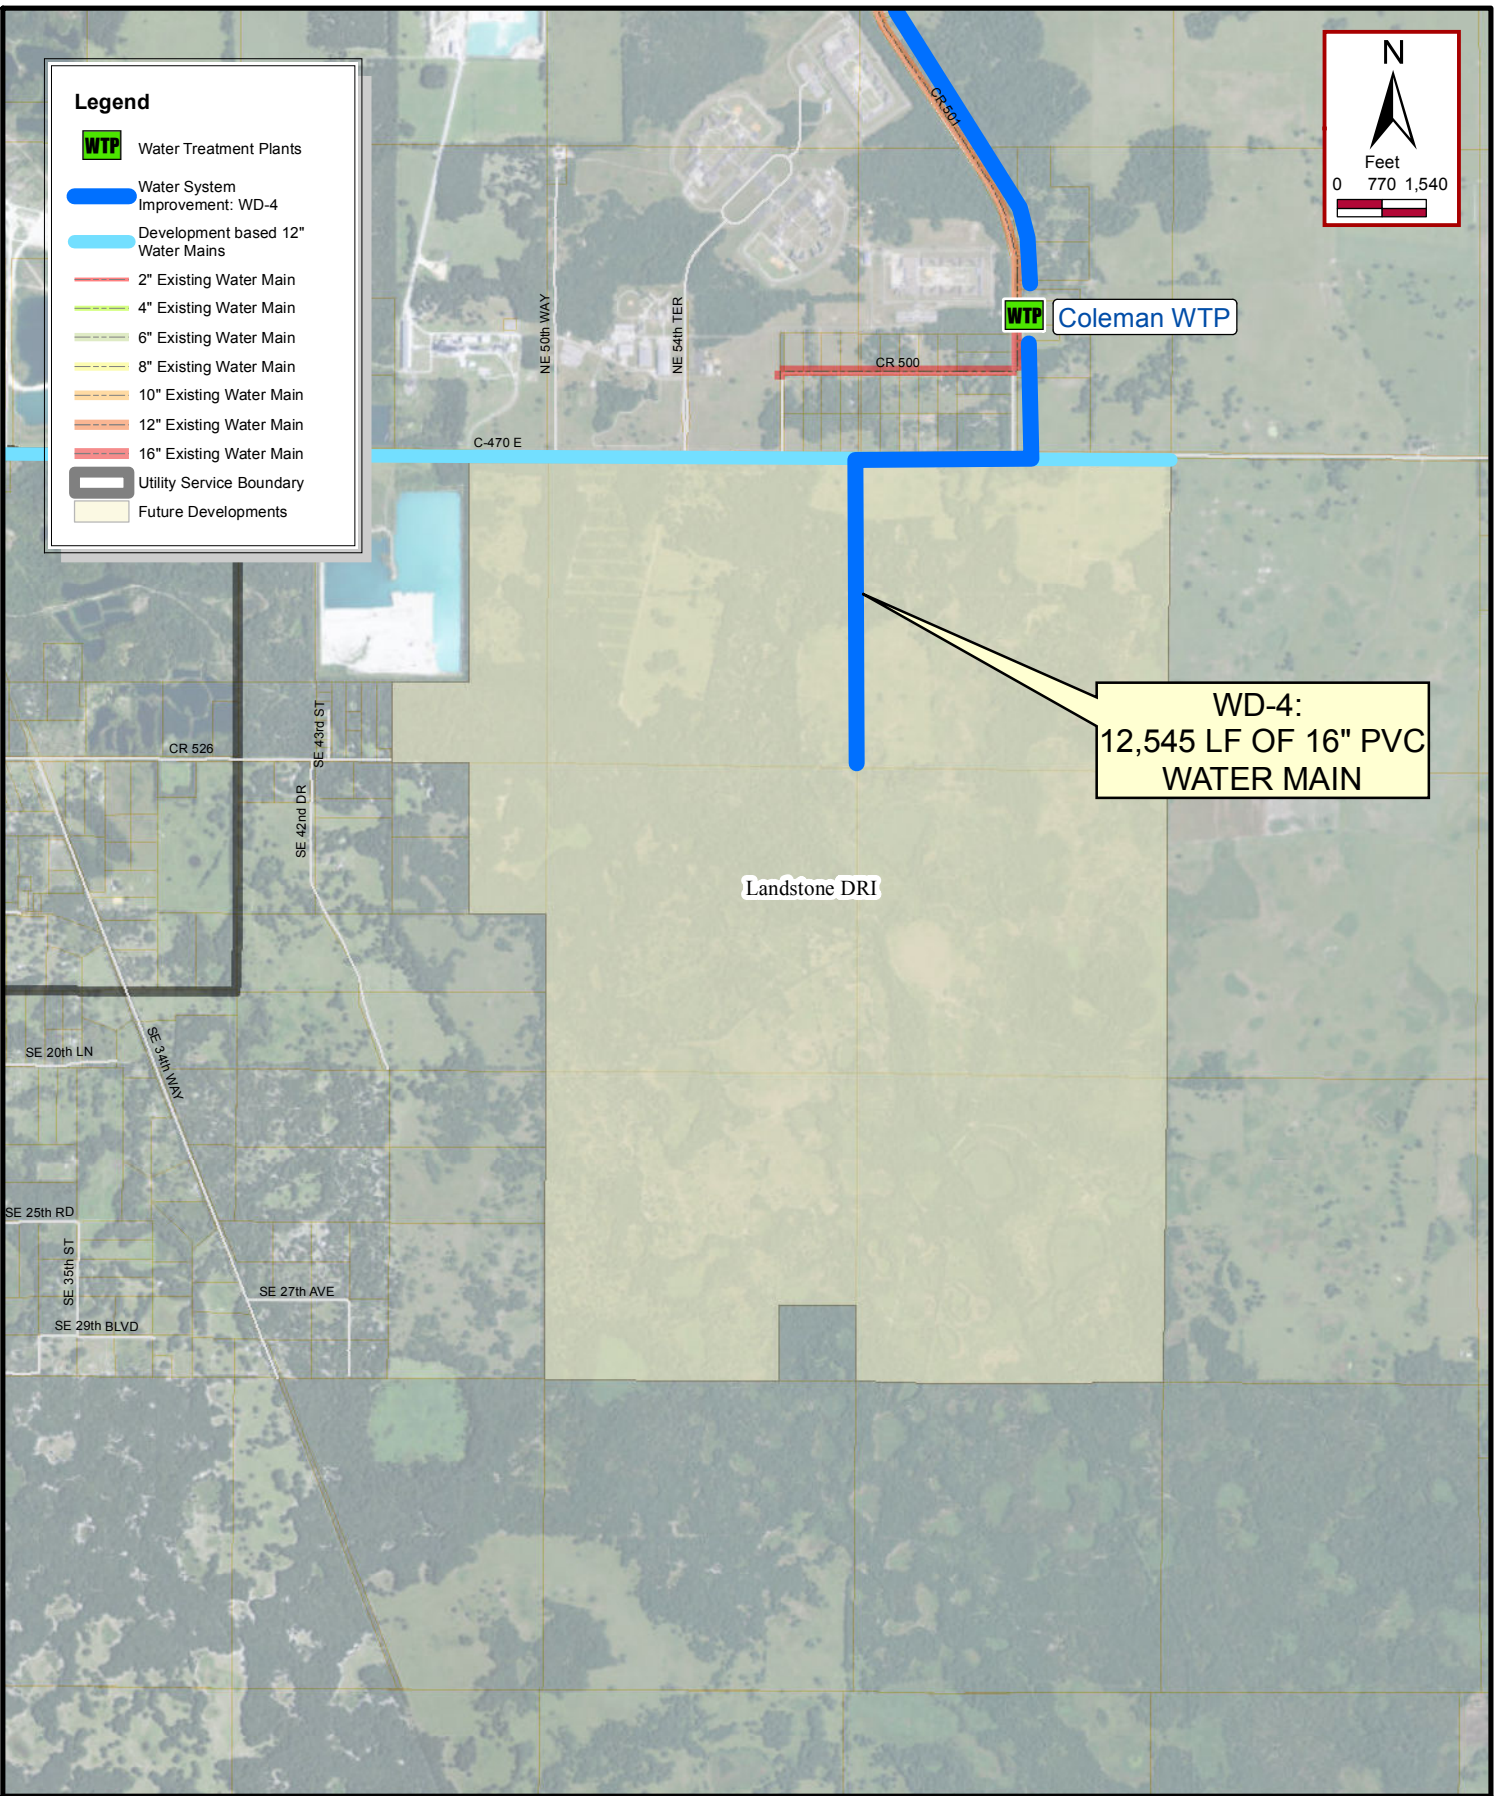 Legend
WTP
Water Treatment Plants
Water System
Improvement: WD-4
Development based 12"
Water Mains
2" Existing Water Main
4" Existing Water Main
6" Existing Water Main
8" Existing Water Main
10" Existing Water Main
12" Existing Water Main
16" Existing Water Main
Utility Service Boundary
Future Developments
N
Feet
0 770 1,540
CR 501
NE 50th WAY
NE 54th TER
WTP
Coleman WTP
CR 500
C-470 E
WD-4:
12,545 LF OF 16" PVC
WATER MAIN
CR 526
SE 43rd ST
SE 42nd DR
Landstone DRI
SE 20th LN
SE 34th WAY
SE 25th RD
SE 35th ST
SE 27th AVE
SE 29th BLVD